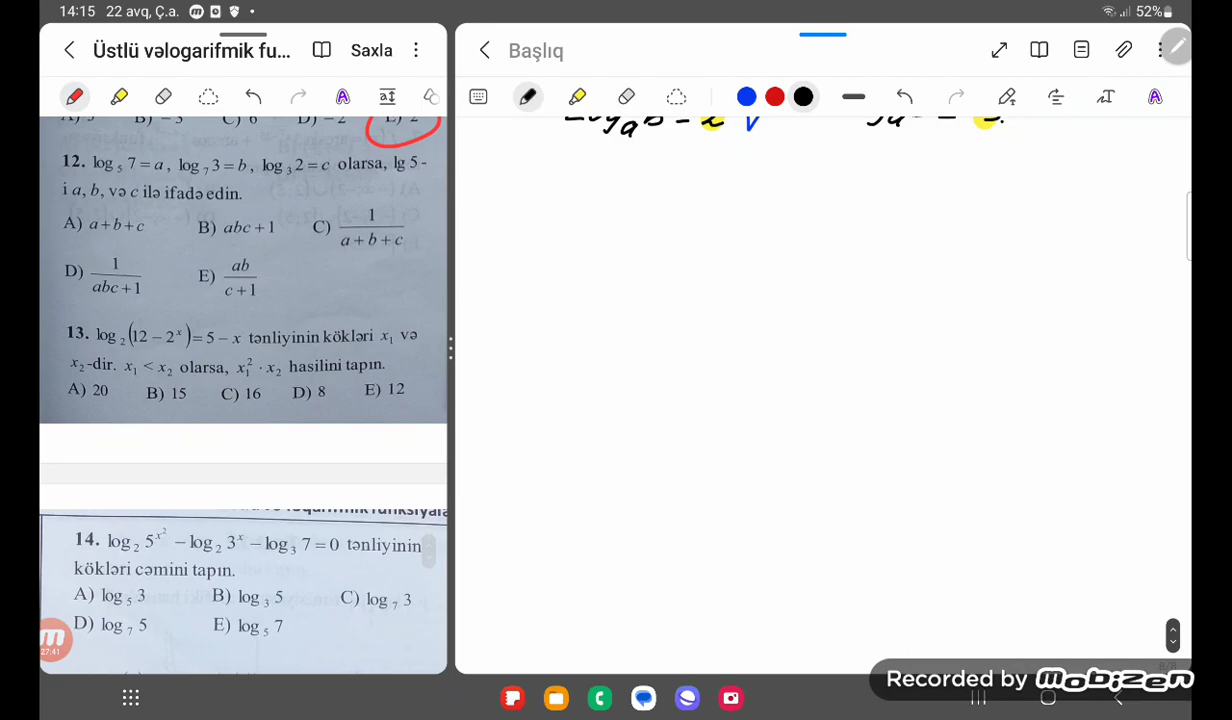 14:15 22 avq, Ç.a. 52%
Üstlü vəlogarifmik fu... Saxla
Başlıq
12. log₅ 7 = a, log₇ 3 = b, log₃ 2 = c olarsa, lg 5 -
i a, b, və c ilə ifadə edin.
A) a + b + c B) abc + 1 C) 1/(a + b + c)
D) 1/(abc + 1) E) ab/(c + 1)
13. log₂(12 − 2ˣ) = 5 − x tənliyinin kökləri x₁ və
x₂-dir. x₁ < x₂ olarsa, x₁² · x₂ hasilini tapın.
A) 20 B) 15 C) 16 D) 8 E) 12
14. log₂ 5^(x²) − log₂ 3ˣ − log₃ 7 = 0 tənliyinin
kökləri cəmini tapın.
A) log₅ 3 B) log₃ 5 C) log₇ 3
D) log₇ 5 E) log₅ 7
27:41
8/8
Recorded by mobizen